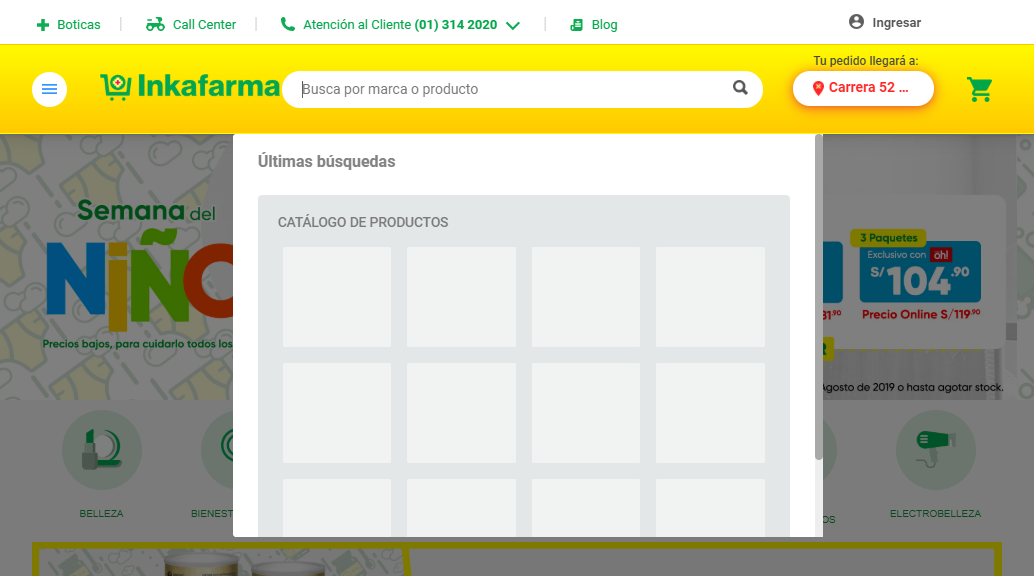 Boticas
Call Center
Atención al Cliente (01) 314 2020
Blog
Ingresar
Inkafarma
Busca por marca o producto
Tu pedido llegará a:
Carrera 52 ...
Últimas búsquedas
CATÁLOGO DE PRODUCTOS
Semana del
NIÑO
Precios bajos, para cuidarlo todos los
3 Paquetes
Exclusivo con oh!
S/104.90
Precio Online S/119.90
Agosto de 2019 o hasta agotar stock.
BELLEZA
ELECTROBELLEZA